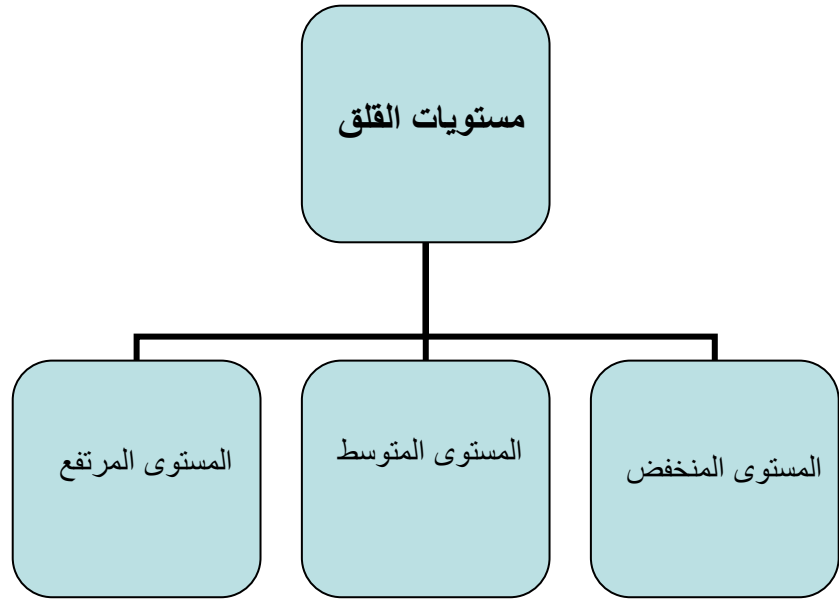 مستويات القلق
المستوى المنخفض
المستوى المتوسط
المستوى المرتفع